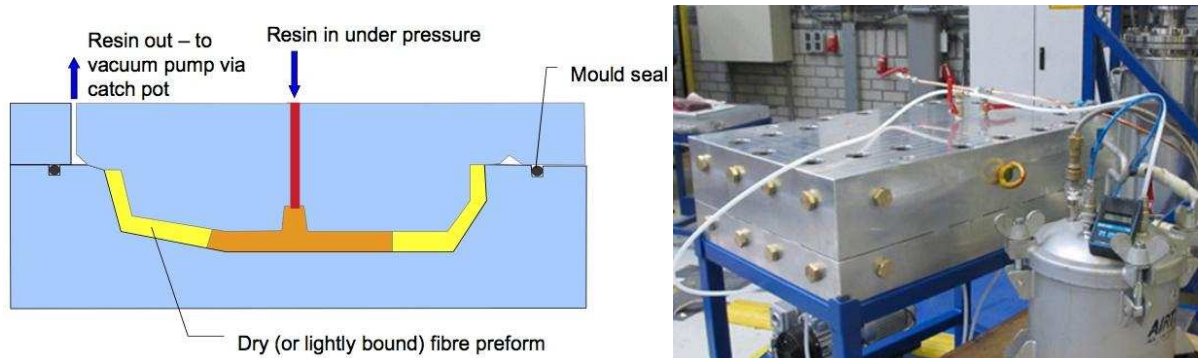 Resin out – to
vacuum pump via
catch pot
Resin in under pressure
Mould seal
Dry (or lightly bound) fibre preform